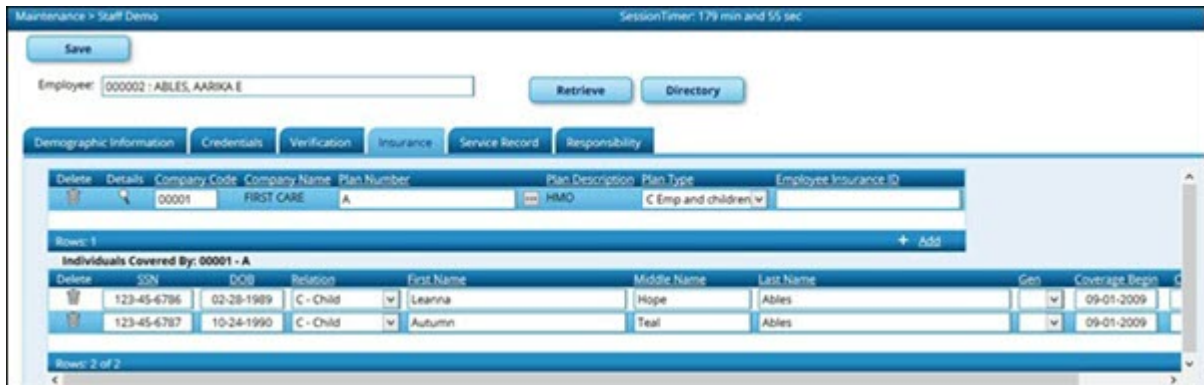 Maintenance > Staff Demo SessionTimer: 179 min and 55 sec
Save
Employee: 000002 : ABLES, AARIKA E Retrieve Directory
Demographic Information Credentials Verification Insurance Service Record Responsibility
Delete Details Company Code Company Name Plan Number Plan Description Plan Type Employee Insurance ID
00001 FIRST CARE A HMO C Emp and children
Rows: 1 + Add
Individuals Covered By: 00001 - A
Delete SSN DOB Relation First Name Middle Name Last Name Gen Coverage Begin C
123-45-6786 02-28-1989 C - Child Leanna Hope Ables 09-01-2009
123-45-6787 10-24-1990 C - Child Autumn Teal Ables 09-01-2009
Rows: 2 of 2